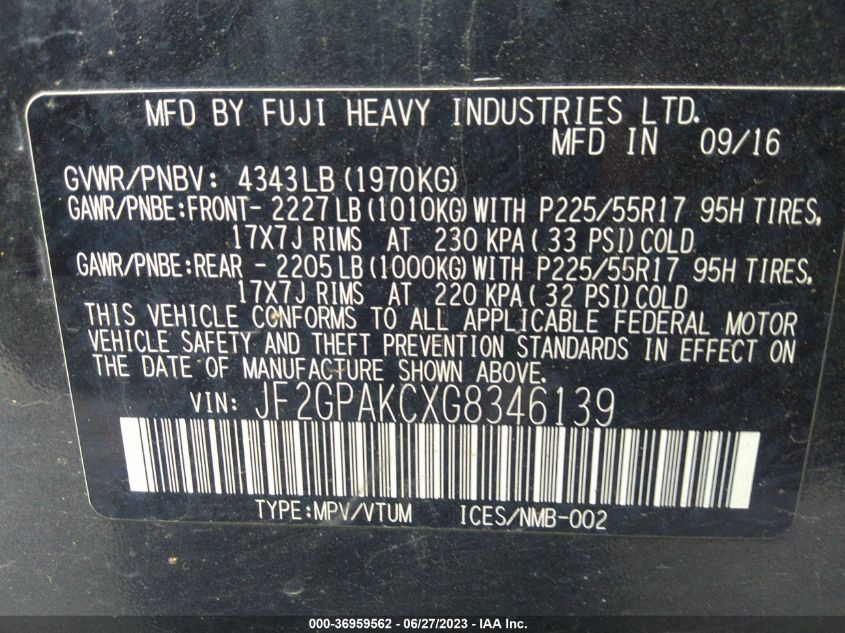 MFD BY FUJI HEAVY INDUSTRIES LTD.
MFD IN 09/16
GVWR/PNBV: 4343LB (1970KG)
GAWR/PNBE:FRONT- 2227LB(1010KG)WITH P225/55R17 95H TIRES,
17X7J RIMS AT 230 KPA( 33 PSI)COLD
GAWR/PNBE:REAR - 2205LB(1000KG)WITH P225/55R17 95H TIRES,
17X7J RIMS AT 220 KPA( 32 PSI)COLD
THIS VEHICLE CONFORMS TO ALL APPLICABLE FEDERAL MOTOR
VEHICLE SAFETY AND THEFT PREVENTION STANDARDS IN EFFECT ON
THE DATE OF MANUFACTURE SHOWN ABOVE.
VIN: JF2GPAKCXG8346139
TYPE:MPV/VTUM ICES/NMB-002
000-36959562 - 06/27/2023 - IAA Inc.